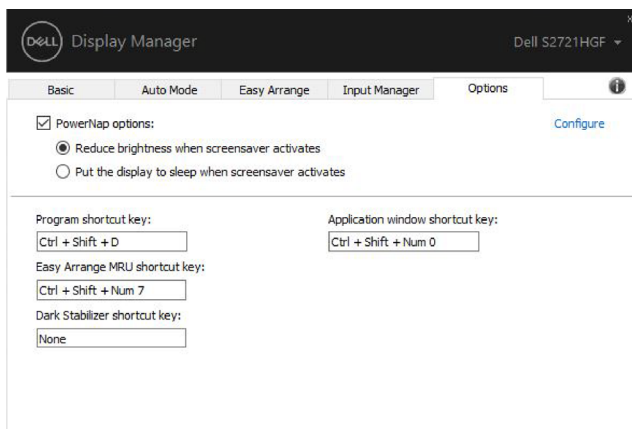 DELL Display Manager
Dell S2721HGF
Basic
Auto Mode
Easy Arrange
Input Manager
Options
PowerNap options:
Configure
Reduce brightness when screensaver activates
Put the display to sleep when screensaver activates
Program shortcut key:
Application window shortcut key:
Ctrl + Shift + D
Ctrl + Shift + Num 0
Easy Arrange MRU shortcut key:
Ctrl + Shift + Num 7
Dark Stabilizer shortcut key:
None